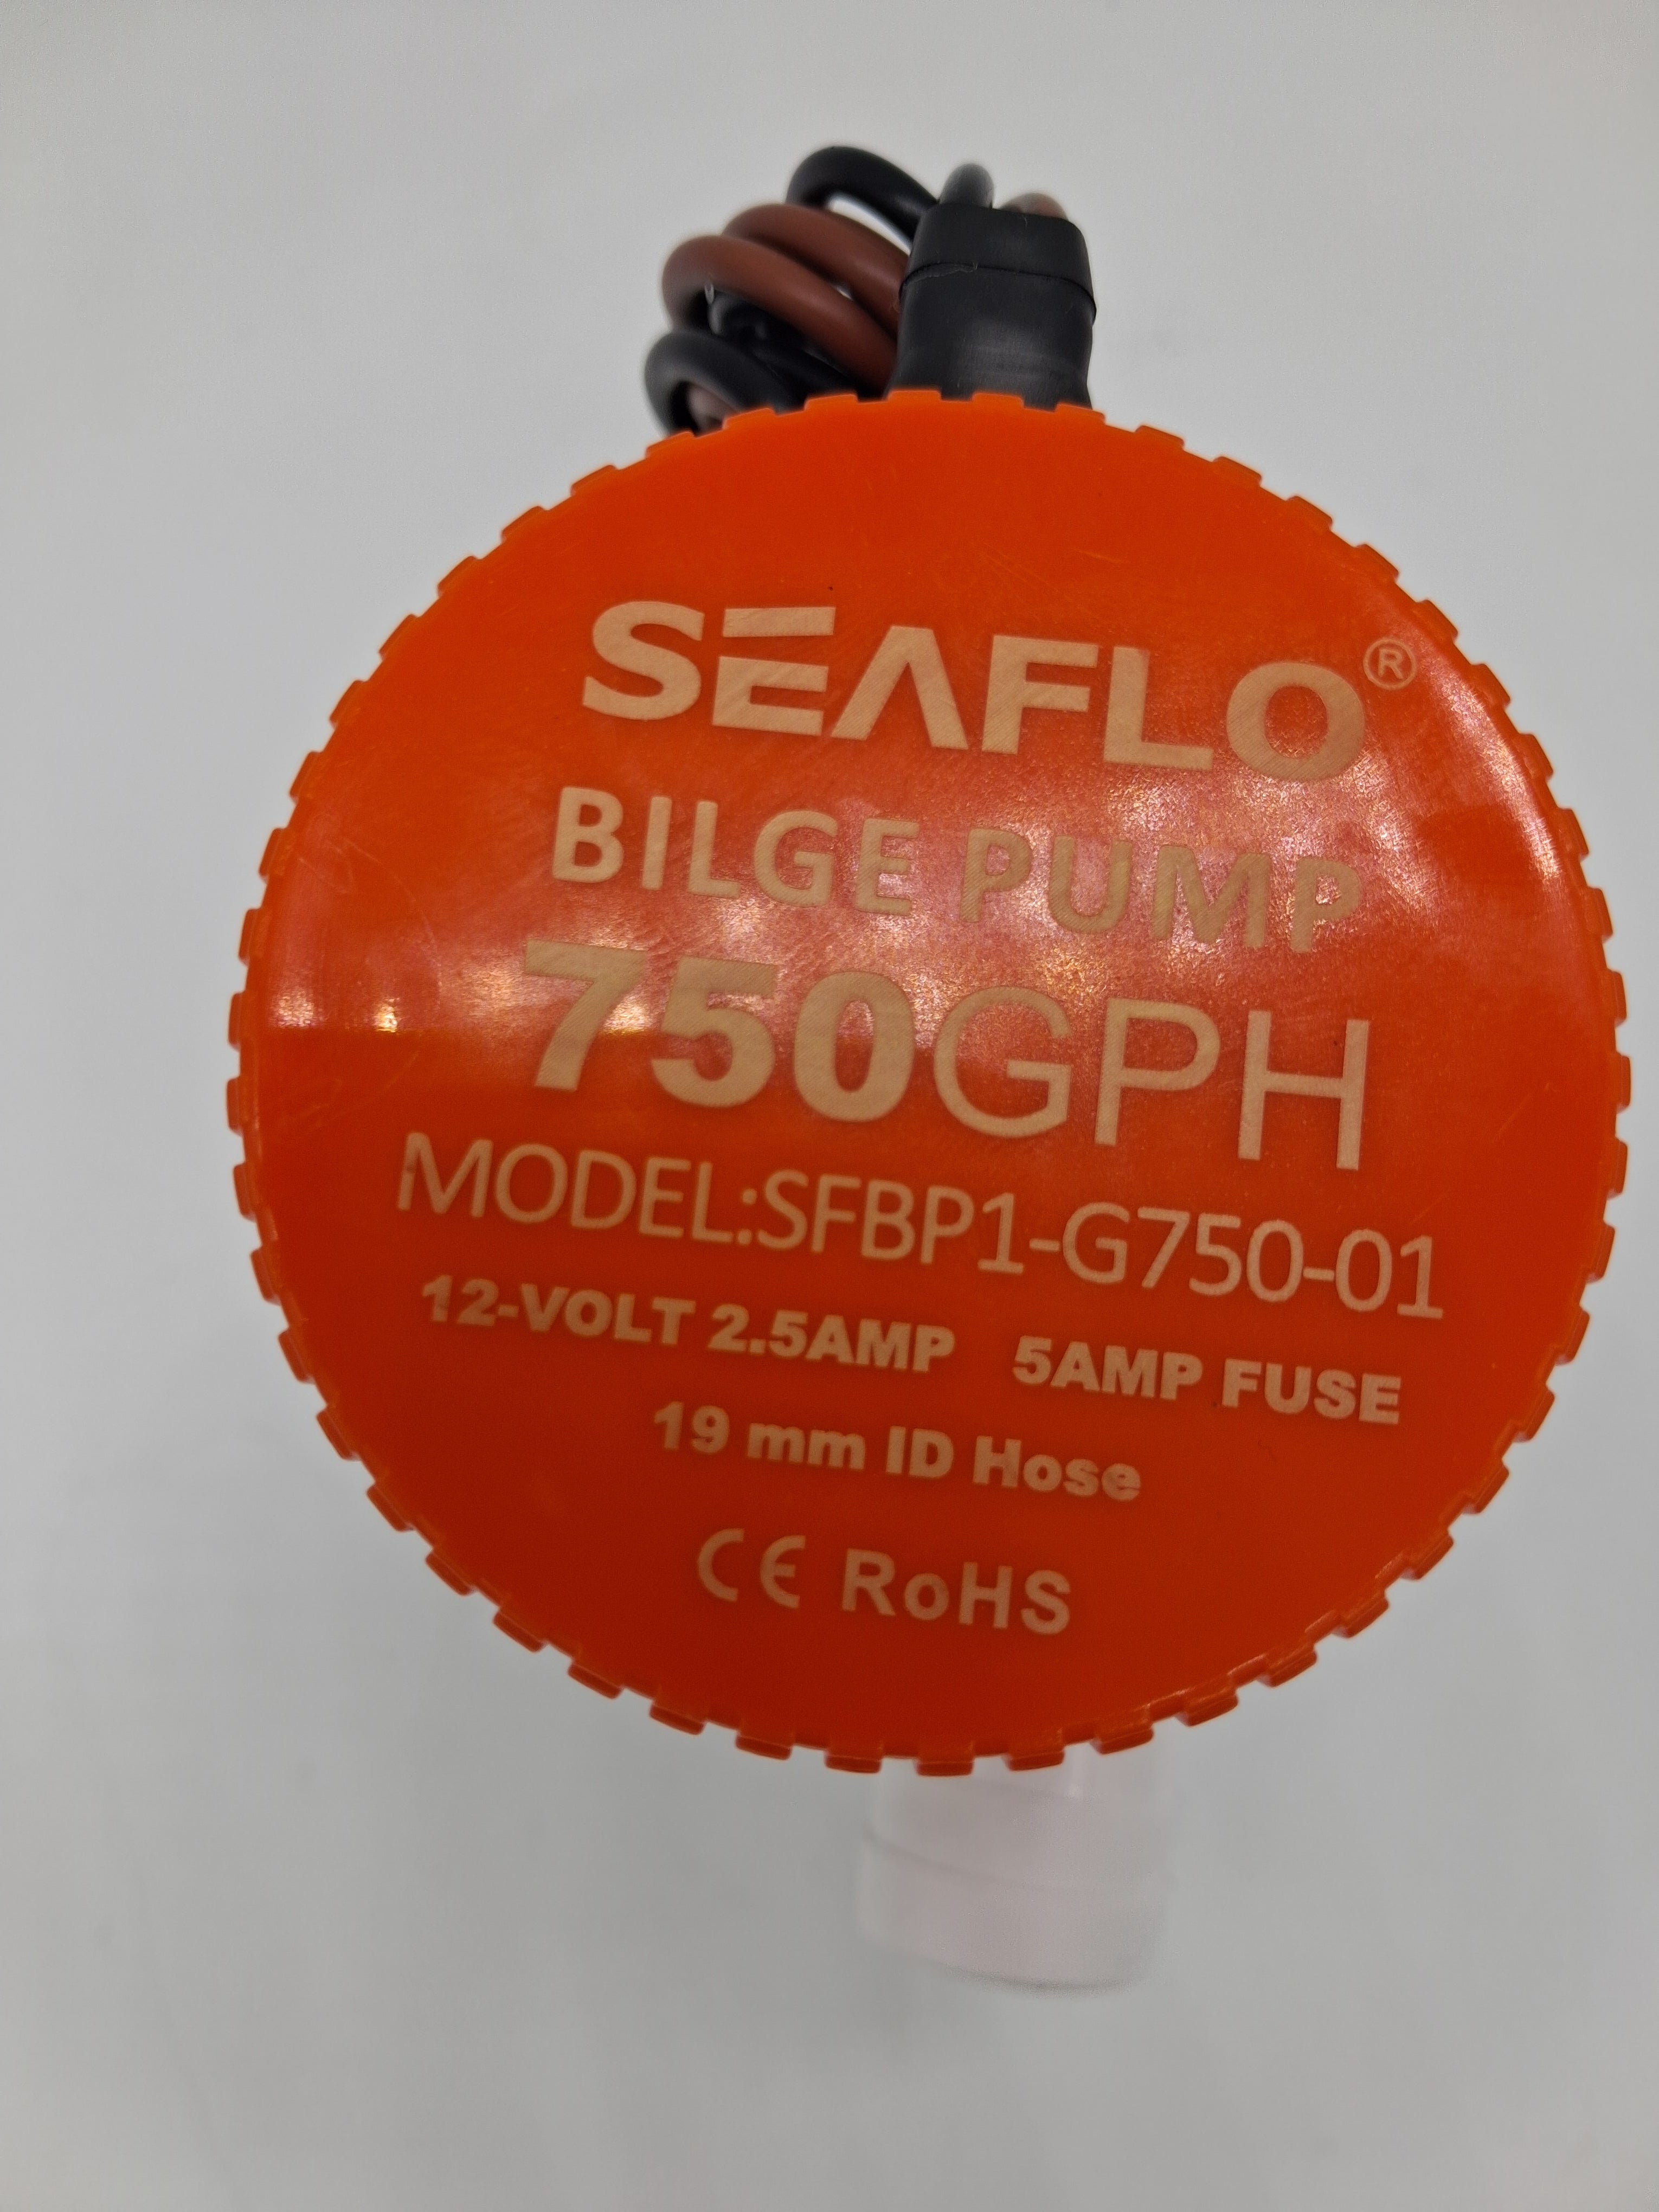 SEAFLO®
BILGE PUMP
750GPH
MODEL:SFBP1-G750-01
12-VOLT 2.5AMP 5AMP FUSE
19 mm ID Hose
CE RoHS